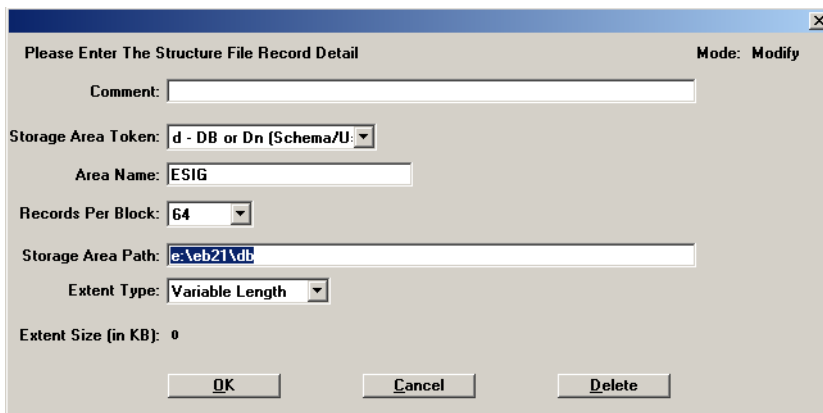 Please Enter The Structure File Record Detail Mode: Modify
Comment:
Storage Area Token: d - DB or Dn (Schema/U:
Area Name: ESIG
Records Per Block: 64
Storage Area Path: e:\eb21\db
Extent Type: Variable Length
Extent Size (in KB): 0
OK Cancel Delete